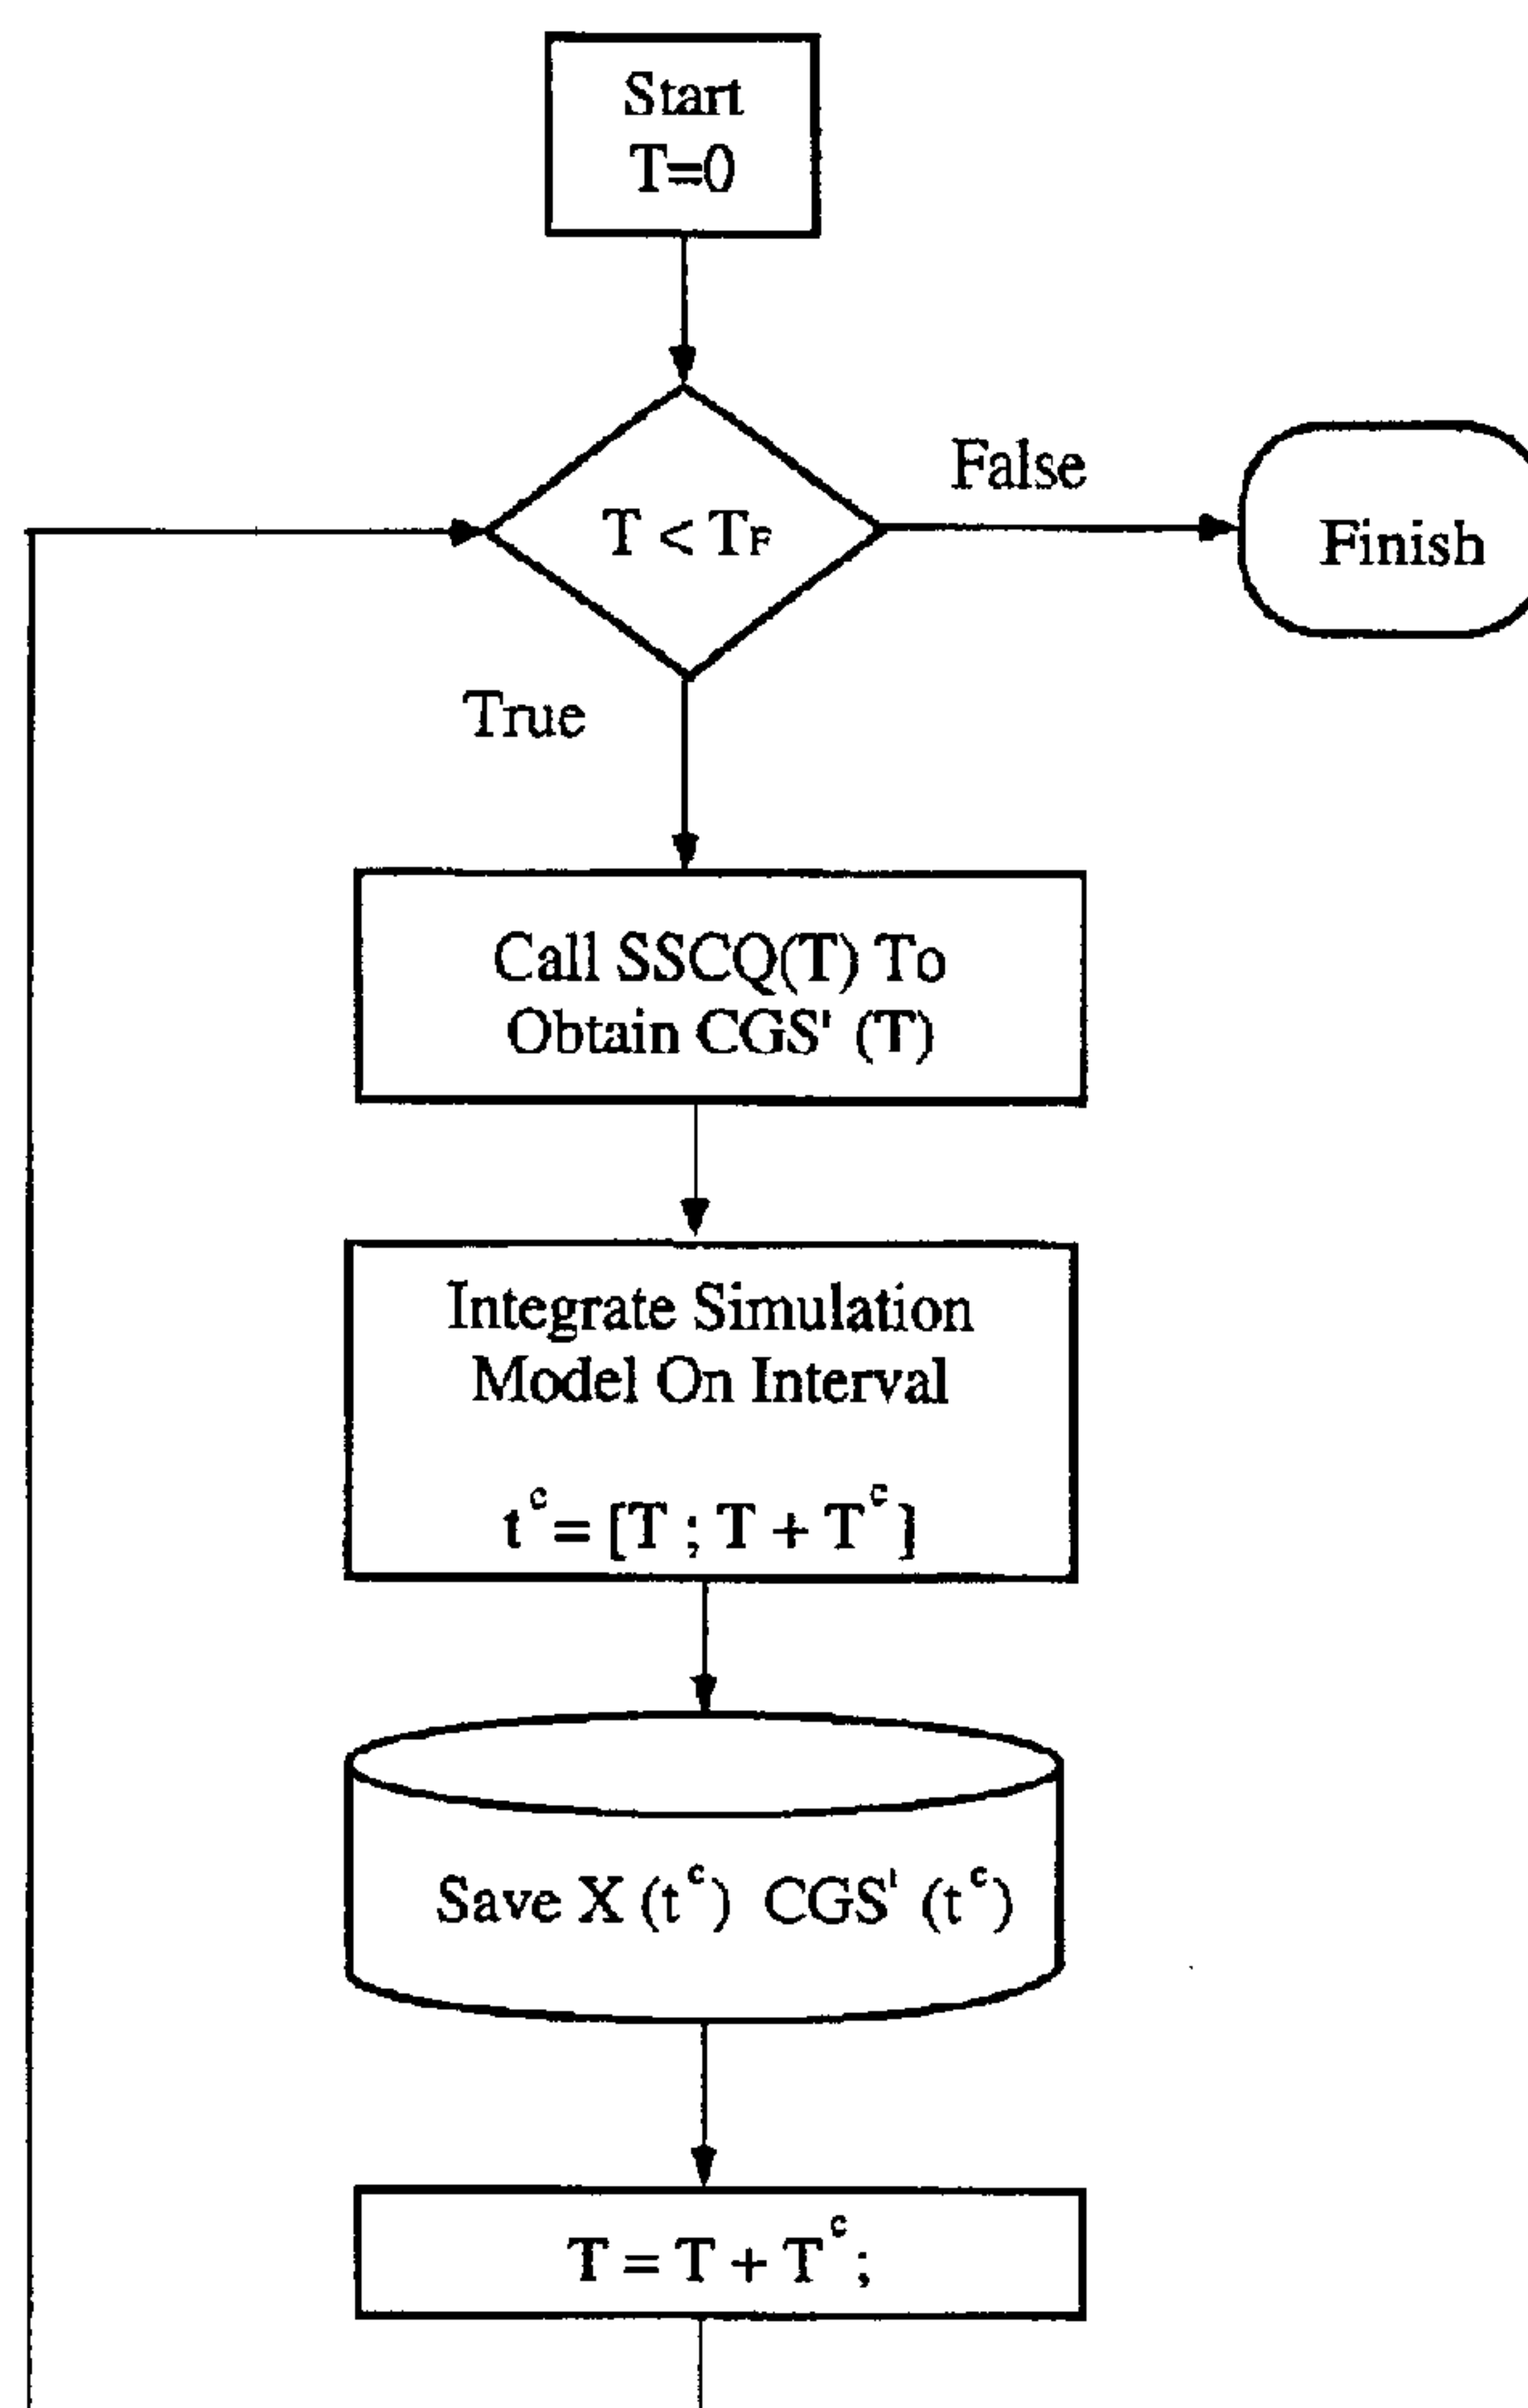 Start
T=0
T < TF
False
Finish
True
Call SSCQ(T) To
Obtain CGS' (T)
Integrate Simulation
Model On Interval
t^c = [T ; T + T^c]
Save X (t^c) CGS' (t^c)
T = T + T^c ;